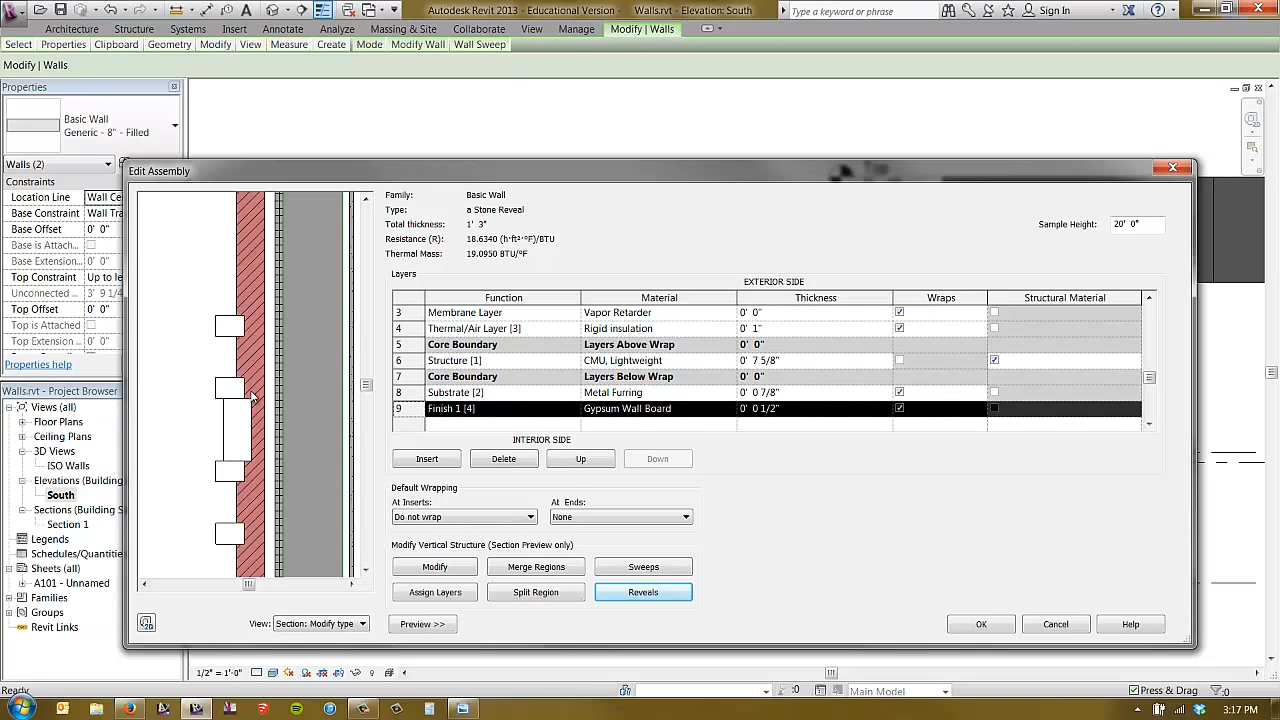 Autodesk Revit 2013 - Educational Version - Walls.rvt - Elevation: South
Type a keyword or phrase
Sign In
Architecture Structure Systems Insert Annotate Analyze Massing & Site Collaborate View Manage Modify | Walls
Select Properties Clipboard Geometry Modify View Measure Create Mode Modify Wall Wall Sweep
Modify | Walls
Properties
Basic Wall
Generic - 8" - Filled
Walls (2)
Constraints
Location Line Wall Ce
Base Constraint Wall Tra
Base Offset 0' 0"
Base is Attach...
Base Extension...
Top Constraint Up to le
Unconnected ... 3' 9 1/4
Top Offset 0' 0"
Top is Attached
Top Extension ...
Properties help
Walls.rvt - Project Browser
Views (all)
Floor Plans
Ceiling Plans
3D Views
ISO Walls
Elevations (Building
South
Sections (Building S
Section 1
Legends
Schedules/Quantitie
Sheets (all)
A101 - Unnamed
Families
Groups
Revit Links
Edit Assembly
Family: Basic Wall
Type: a Stone Reveal
Total thickness: 1' 3"
Resistance (R): 18.6340 (h·ft²·°F)/BTU
Thermal Mass: 19.0950 BTU/°F
Sample Height: 20' 0"
Layers
EXTERIOR SIDE
Function Material Thickness Wraps Structural Material
3 Membrane Layer Vapor Retarder 0' 0"
4 Thermal/Air Layer [3] Rigid insulation 0' 1"
5 Core Boundary Layers Above Wrap 0' 0"
6 Structure [1] CMU, Lightweight 0' 7 5/8"
7 Core Boundary Layers Below Wrap 0' 0"
8 Substrate [2] Metal Furring 0' 0 7/8"
9 Finish 1 [4] Gypsum Wall Board 0' 0 1/2"
INTERIOR SIDE
Insert Delete Up Down
Default Wrapping
At Inserts: At Ends:
Do not wrap None
Modify Vertical Structure (Section Preview only)
Modify Merge Regions Sweeps
Assign Layers Split Region Reveals
View: Section: Modify type Preview >> OK Cancel Help
1/2" = 1'-0"
Ready :0 Main Model Press & Drag :0
3:17 PM